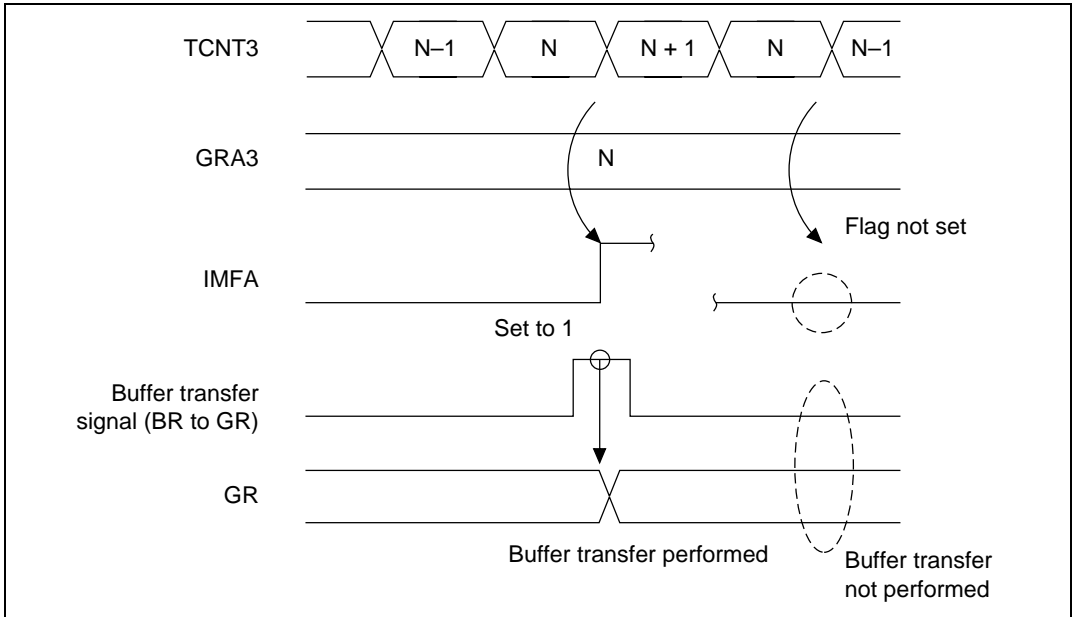 TCNT3
N–1
N
N + 1
N
N–1
GRA3
N
Flag not set
IMFA
Set to 1
Buffer transfer
signal (BR to GR)
GR
Buffer transfer performed
Buffer transfer
not performed